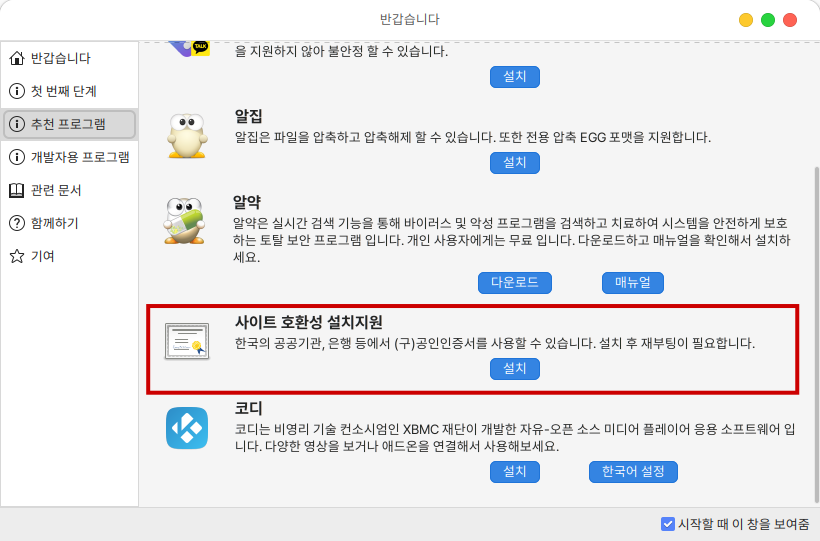 반갑습니다
반갑습니다
첫 번째 단계
추천 프로그램
개발자용 프로그램
관련 문서
함께하기
기여
TALK
을 지원하지 않아 불안정 할 수 있습니다.
설치
알집
알집은 파일을 압축하고 압축해제 할 수 있습니다. 또한 전용 압축 EGG 포맷을 지원합니다.
설치
알약
알약은 실시간 검색 기능을 통해 바이러스 및 악성 프로그램을 검색하고 치료하여 시스템을 안전하게 보호
하는 토탈 보안 프로그램 입니다. 개인 사용자에게는 무료 입니다. 다운로드하고 매뉴얼을 확인해서 설치하
세요.
다운로드 매뉴얼
사이트 호환성 설치지원
한국의 공공기관, 은행 등에서 (구)공인인증서를 사용할 수 있습니다. 설치 후 재부팅이 필요합니다.
설치
코디
코디는 비영리 기술 컨소시엄인 XBMC 재단이 개발한 자유-오픈 소스 미디어 플레이어 응용 소프트웨어 입
니다. 다양한 영상을 보거나 애드온을 연결해서 사용해보세요.
설치 한국어 설정
시작할 때 이 창을 보여줌